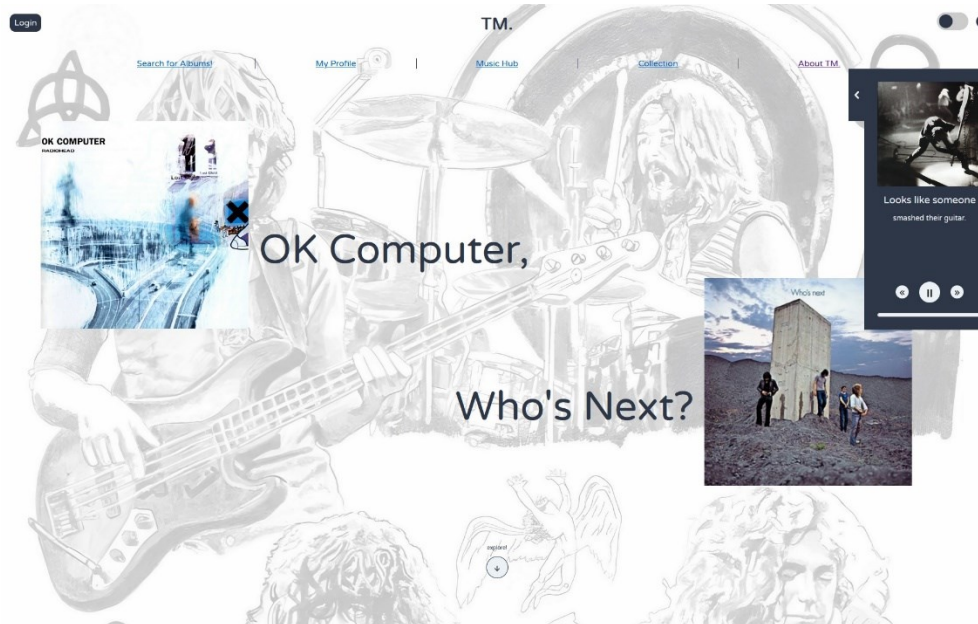 Login
TM.
Search for Albums!
My Profile
Music Hub
Collection
About TM
OK COMPUTER
RADIOHEAD
OK Computer,
Looks like someone
smashed their guitar.
Who's next
Who's Next?
explore!